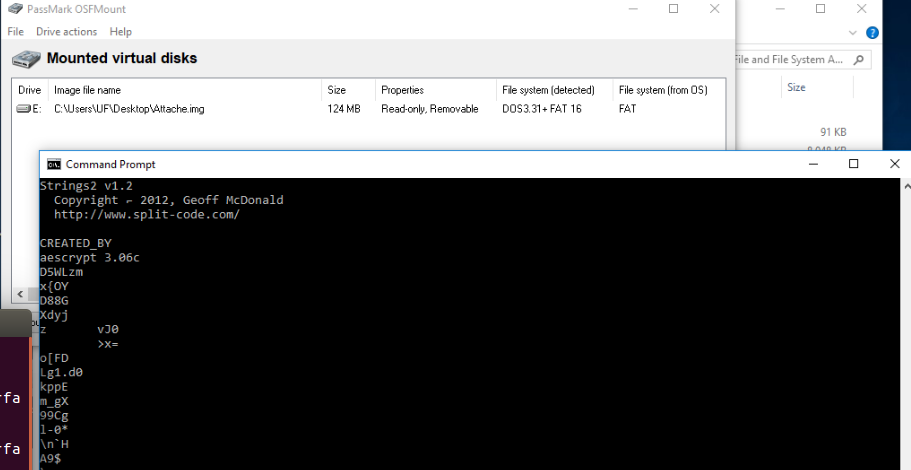 PassMark OSFMount
File Drive actions Help
Mounted virtual disks
File and File System A...
Drive Image file name Size Properties File system (detected) File system (from OS)
Size
E: C:\Users\UF\Desktop\Attache.img 124 MB Read-only, Removable DOS3.31+ FAT 16 FAT
91 KB
Command Prompt
Strings2 v1.2
Copyright ⌐ 2012, Geoff McDonald
http://www.split-code.com/
CREATED_BY
aescrypt 3.06c
D5WLzm
x{OY
D88G
Xdyj
z vJ0
>x=
o[FD
Lg1.d0
kppE
m_gX
99Cg
l-0*
\n`H
A9$
rfa
rfa